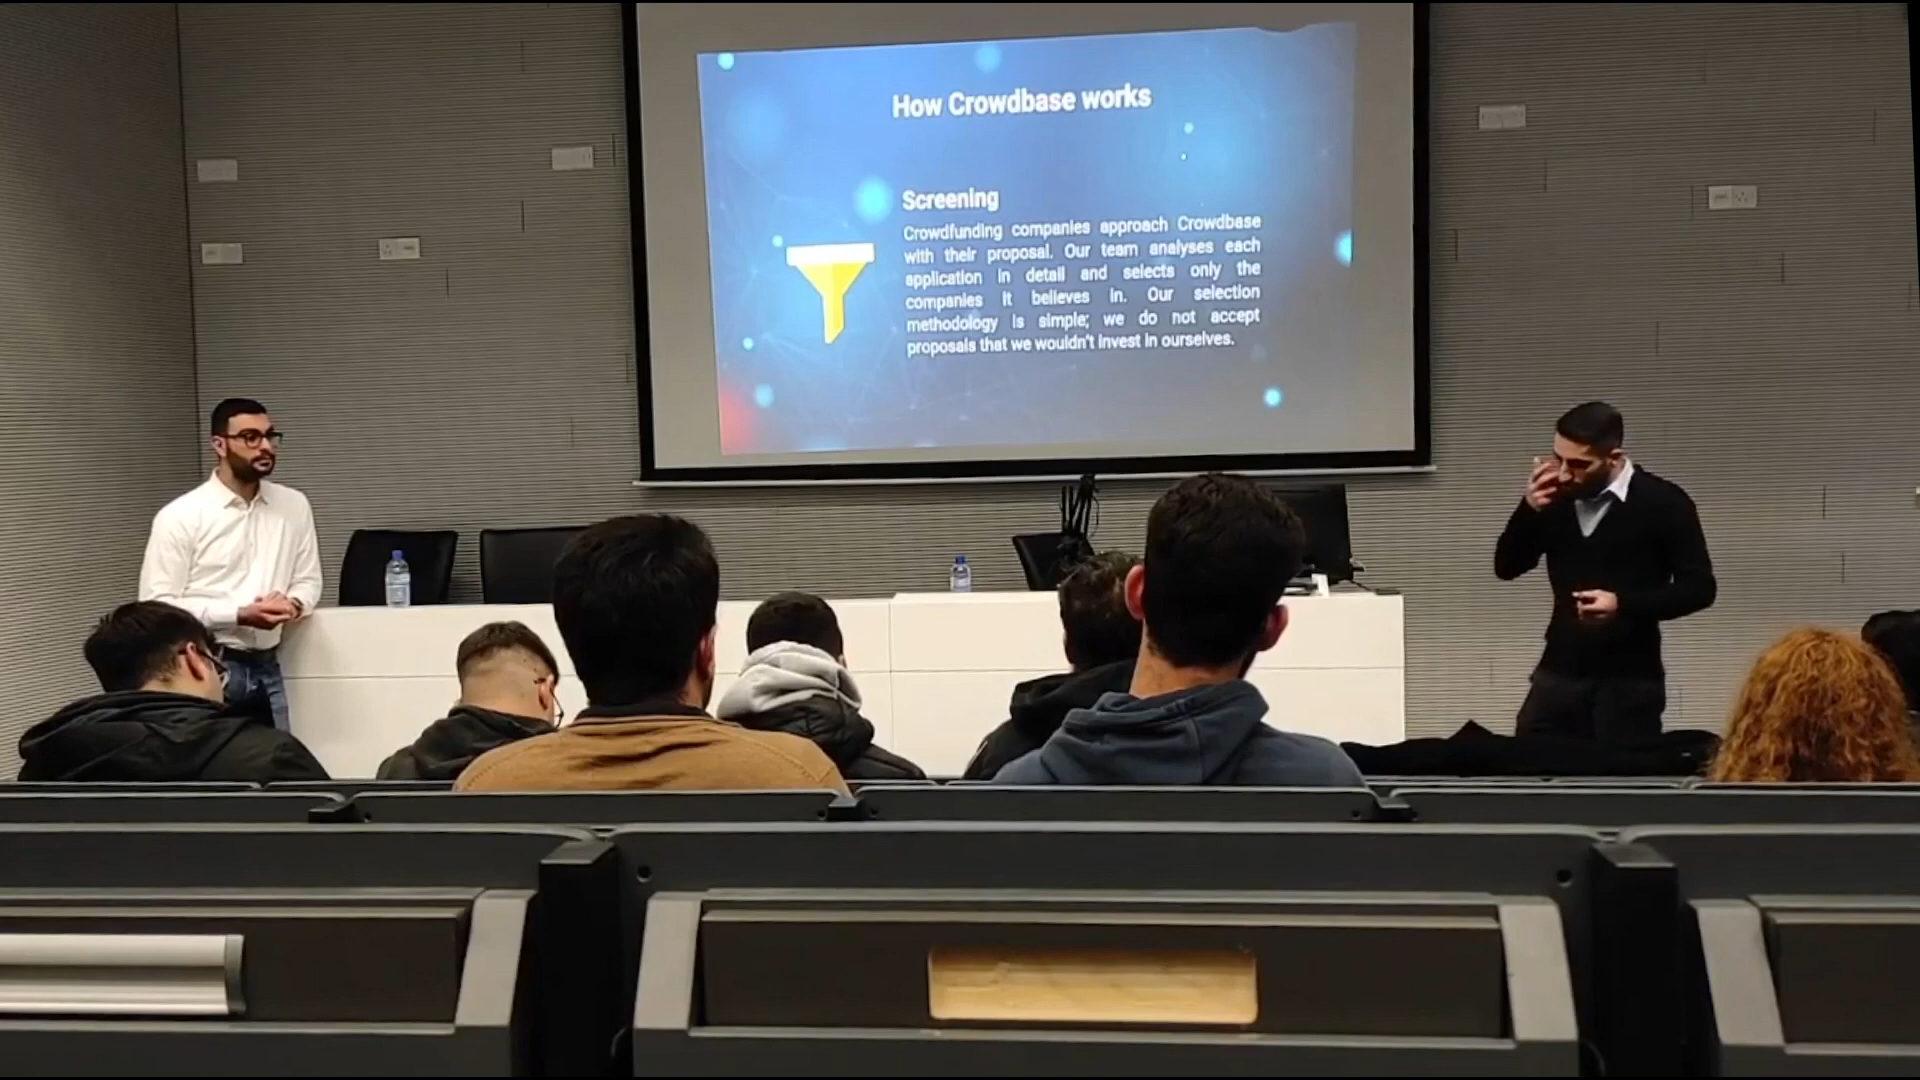 How Crowdbase works
Screening
Crowdfunding companies approach Crowdbase
with their proposal. Our team analyses each
application in detail and selects only the
companies it believes in. Our selection
methodology is simple; we do not accept
proposals that we wouldn't invest in ourselves.